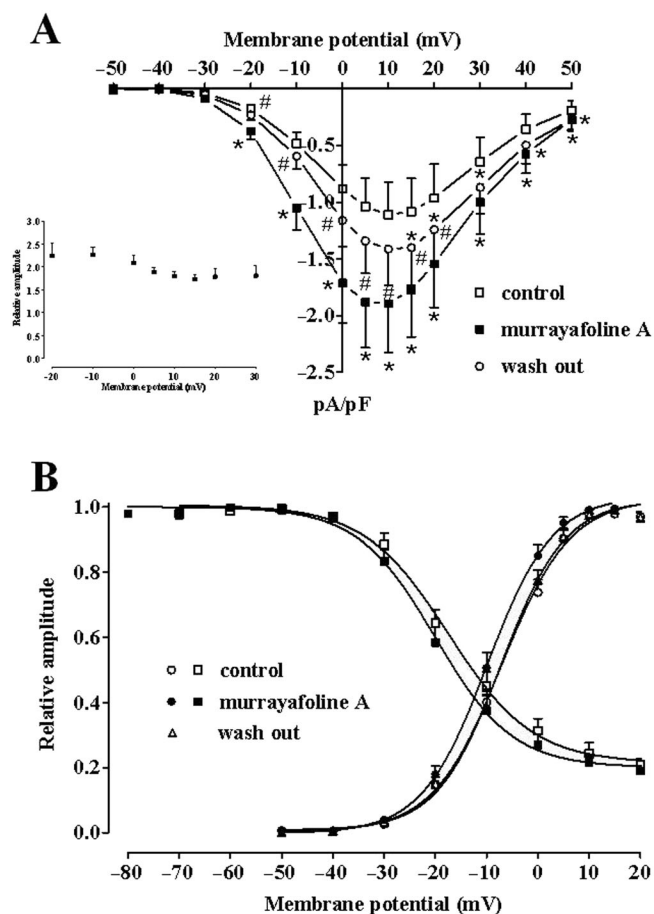 A
Membrane potential (mV)
−50 −40 −30 −20 −10 0 10 20 30 40 50
#
*
#
*
#
*
−0.5
−1.0
−1.5
−2.0
−2.5
pA/pF
# # # #
* * * *
* * * * * *
control
murrayafoline A
wash out
Relative amplitude
3.0
2.5
2.0
1.5
1.0
0.5
0.0
−20 −10 0 10 20 30
Membrane potential (mV)
B
Relative amplitude
1.0
0.8
0.6
0.4
0.2
0.0
control
murrayafoline A
wash out
−80 −70 −60 −50 −40 −30 −20 −10 0 10 20
Membrane potential (mV)